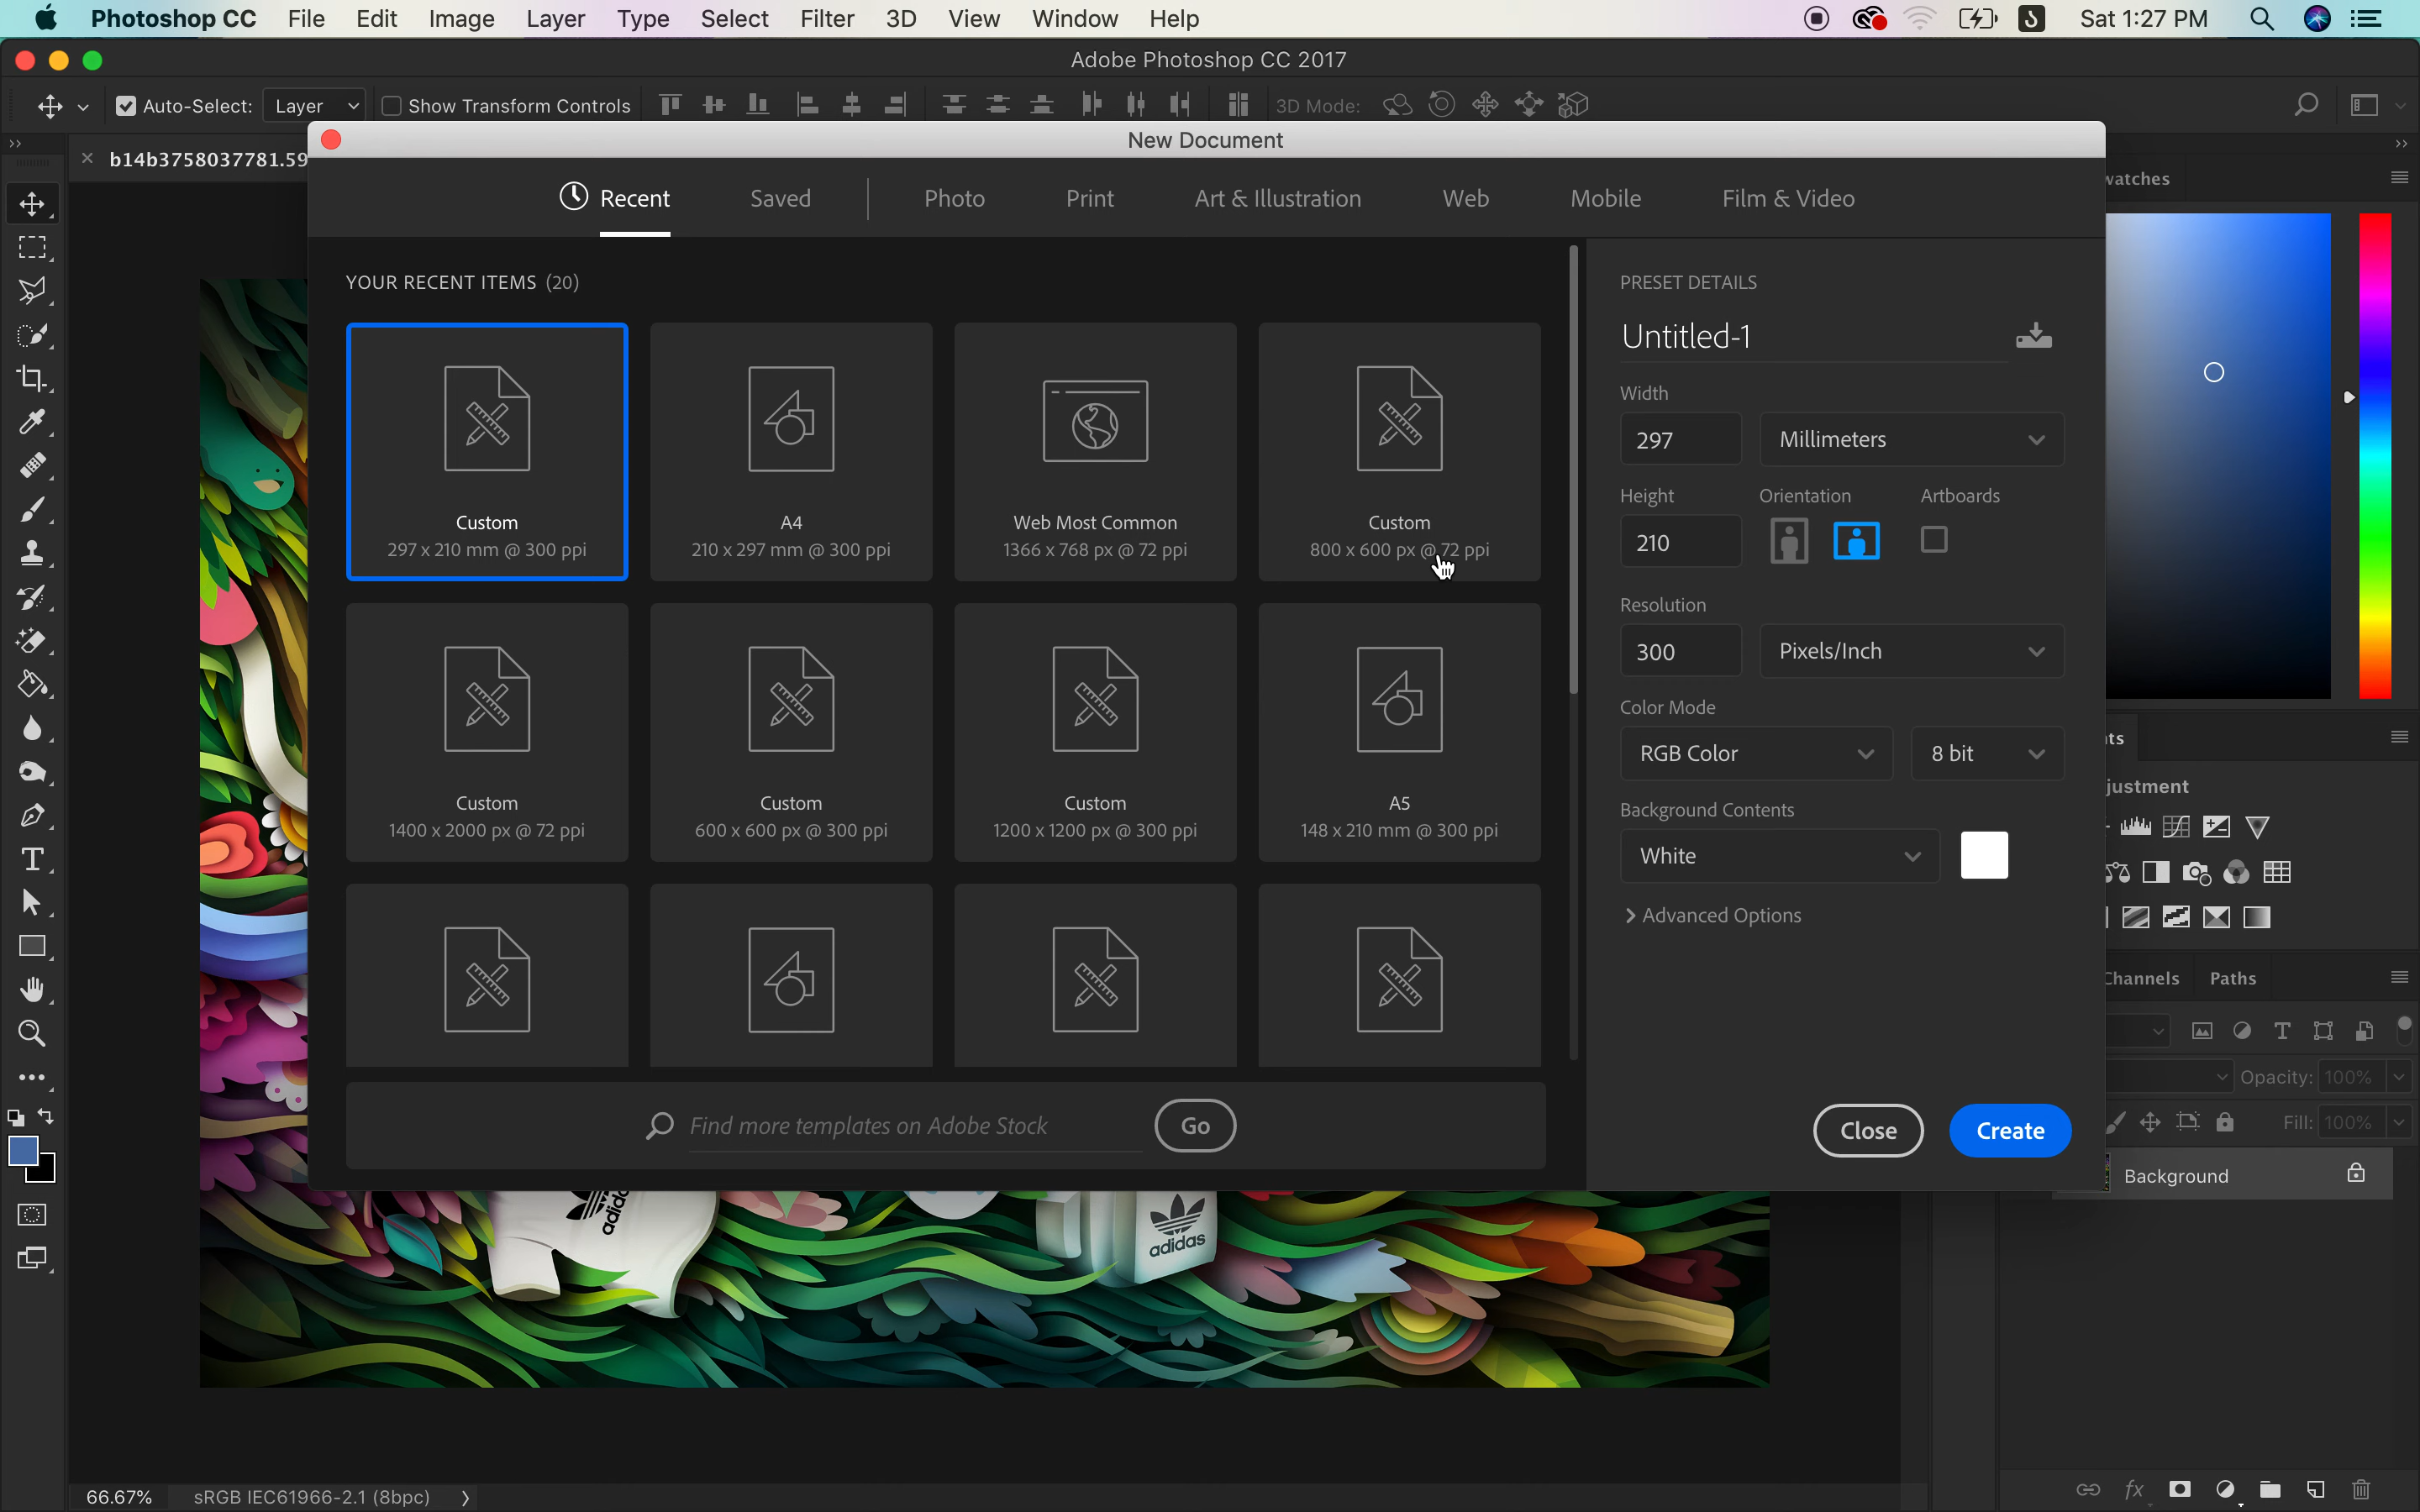 Photoshop CC File Edit Image Layer Type Select Filter 3D View Window Help Sat 1:27 PM
Adobe Photoshop CC 2017
Auto-Select: Layer Show Transform Controls 3D Mode:
b14b3758037781.59
New Document
watches
Recent Saved Photo Print Art & Illustration Web Mobile Film & Video
YOUR RECENT ITEMS (20)
Custom
297 x 210 mm @ 300 ppi
A4
210 x 297 mm @ 300 ppi
Web Most Common
1366 x 768 px @ 72 ppi
Custom
800 x 600 px @ 72 ppi
Custom
1400 x 2000 px @ 72 ppi
Custom
600 x 600 px @ 300 ppi
Custom
1200 x 1200 px @ 300 ppi
A5
148 x 210 mm @ 300 ppi
Find more templates on Adobe Stock Go
PRESET DETAILS
Untitled-1
Width
297 Millimeters
Height Orientation Artboards
210
Resolution
300 Pixels/Inch
Color Mode
RGB Color 8 bit
Background Contents
White
Advanced Options
Close Create
ts
justment
Channels Paths
Opacity: 100%
Fill: 100%
Background
adidas
adidas
66.67% sRGB IEC61966-2.1 (8bpc)
fx